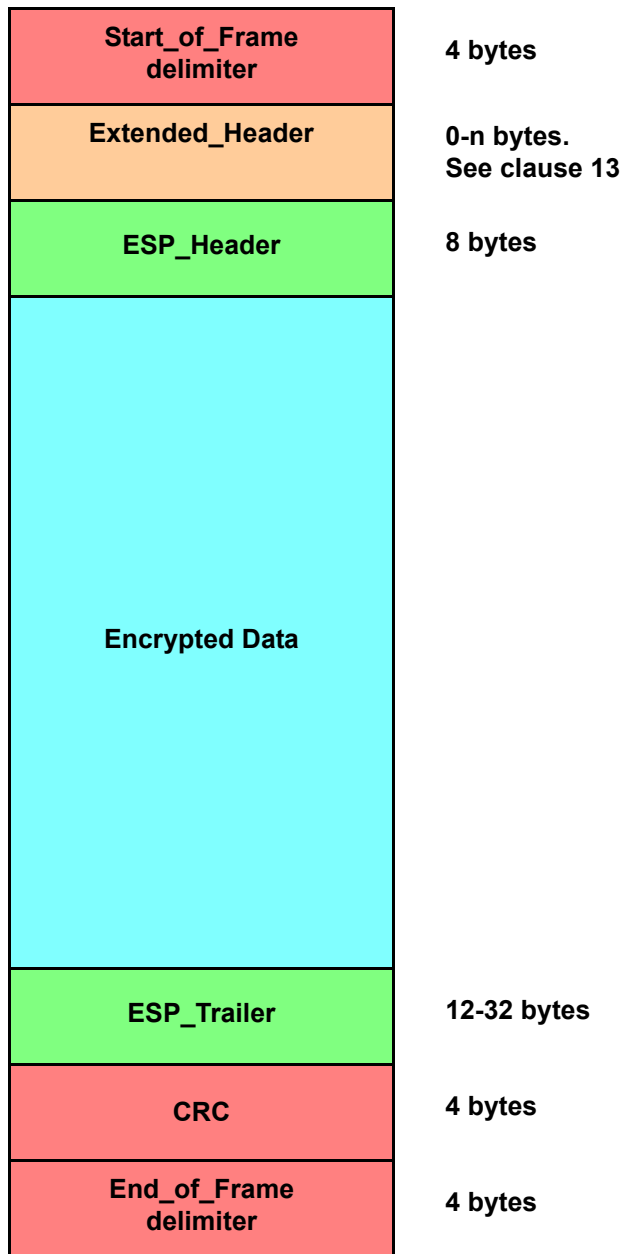 Start_of_Frame
delimiter
4 bytes
Extended_Header
0-n bytes.
See clause 13
ESP_Header
8 bytes
Encrypted Data
ESP_Trailer
12-32 bytes
CRC
4 bytes
End_of_Frame
delimiter
4 bytes